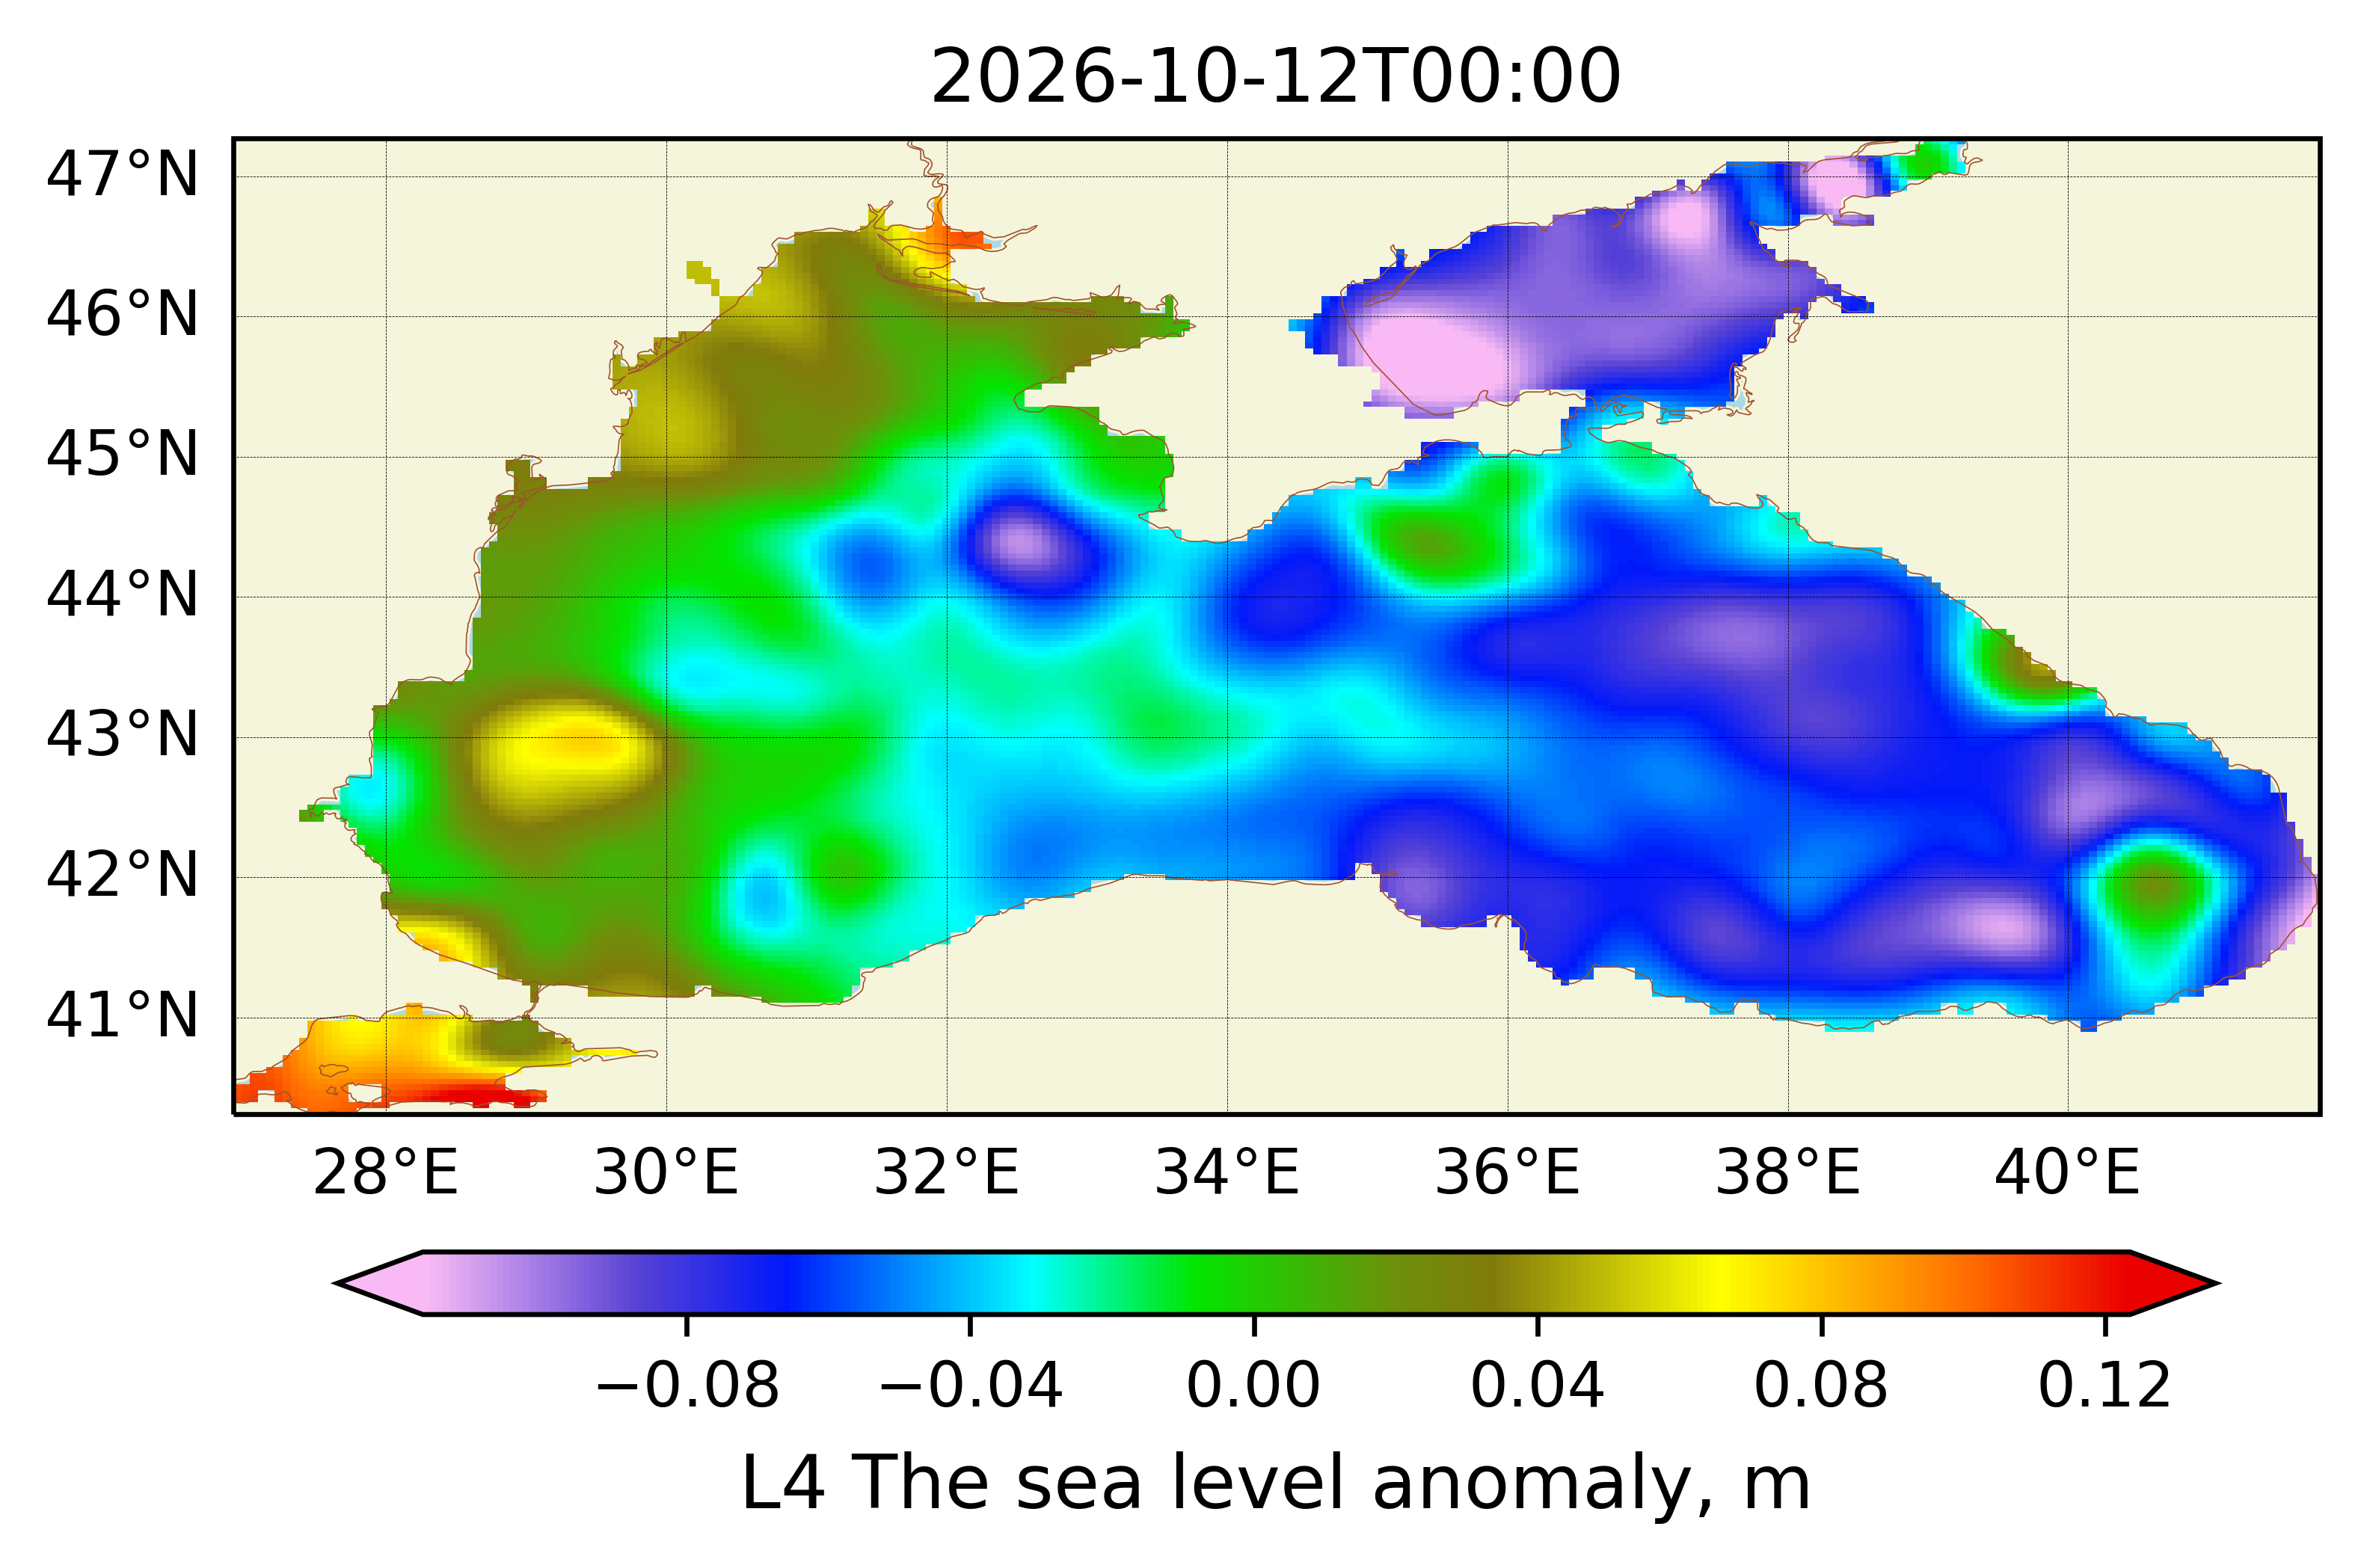 2026-10-12T00:00
47°N
46°N
45°N
44°N
43°N
42°N
41°N
28°E 30°E 32°E 34°E 36°E 38°E 40°E
−0.08 −0.04 0.00 0.04 0.08 0.12
L4 The sea level anomaly, m